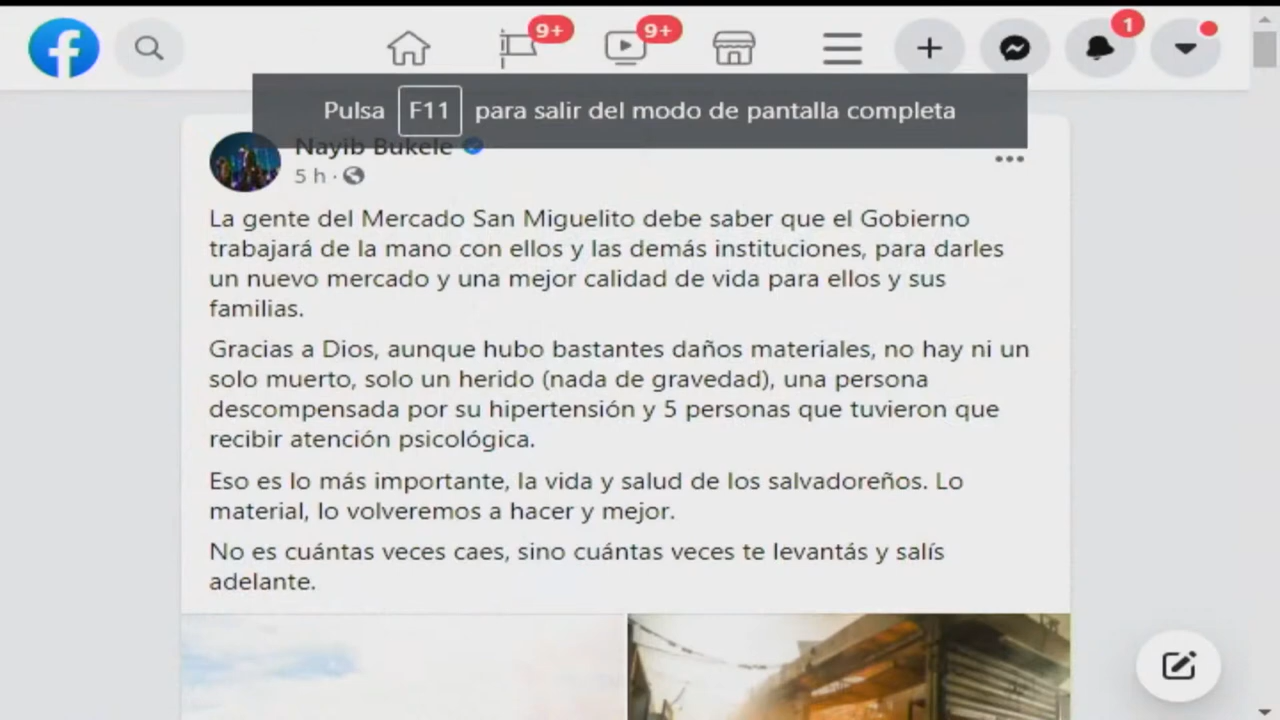 9+
9+
1
Pulsa F11 para salir del modo de pantalla completa
Nayib Bukele
5 h ·
La gente del Mercado San Miguelito debe saber que el Gobierno
trabajará de la mano con ellos y las demás instituciones, para darles
un nuevo mercado y una mejor calidad de vida para ellos y sus
familias.
Gracias a Dios, aunque hubo bastantes daños materiales, no hay ni un
solo muerto, solo un herido (nada de gravedad), una persona
descompensada por su hipertensión y 5 personas que tuvieron que
recibir atención psicológica.
Eso es lo más importante, la vida y salud de los salvadoreños. Lo
material, lo volveremos a hacer y mejor.
No es cuántas veces caes, sino cuántas veces te levantás y salís
adelante.